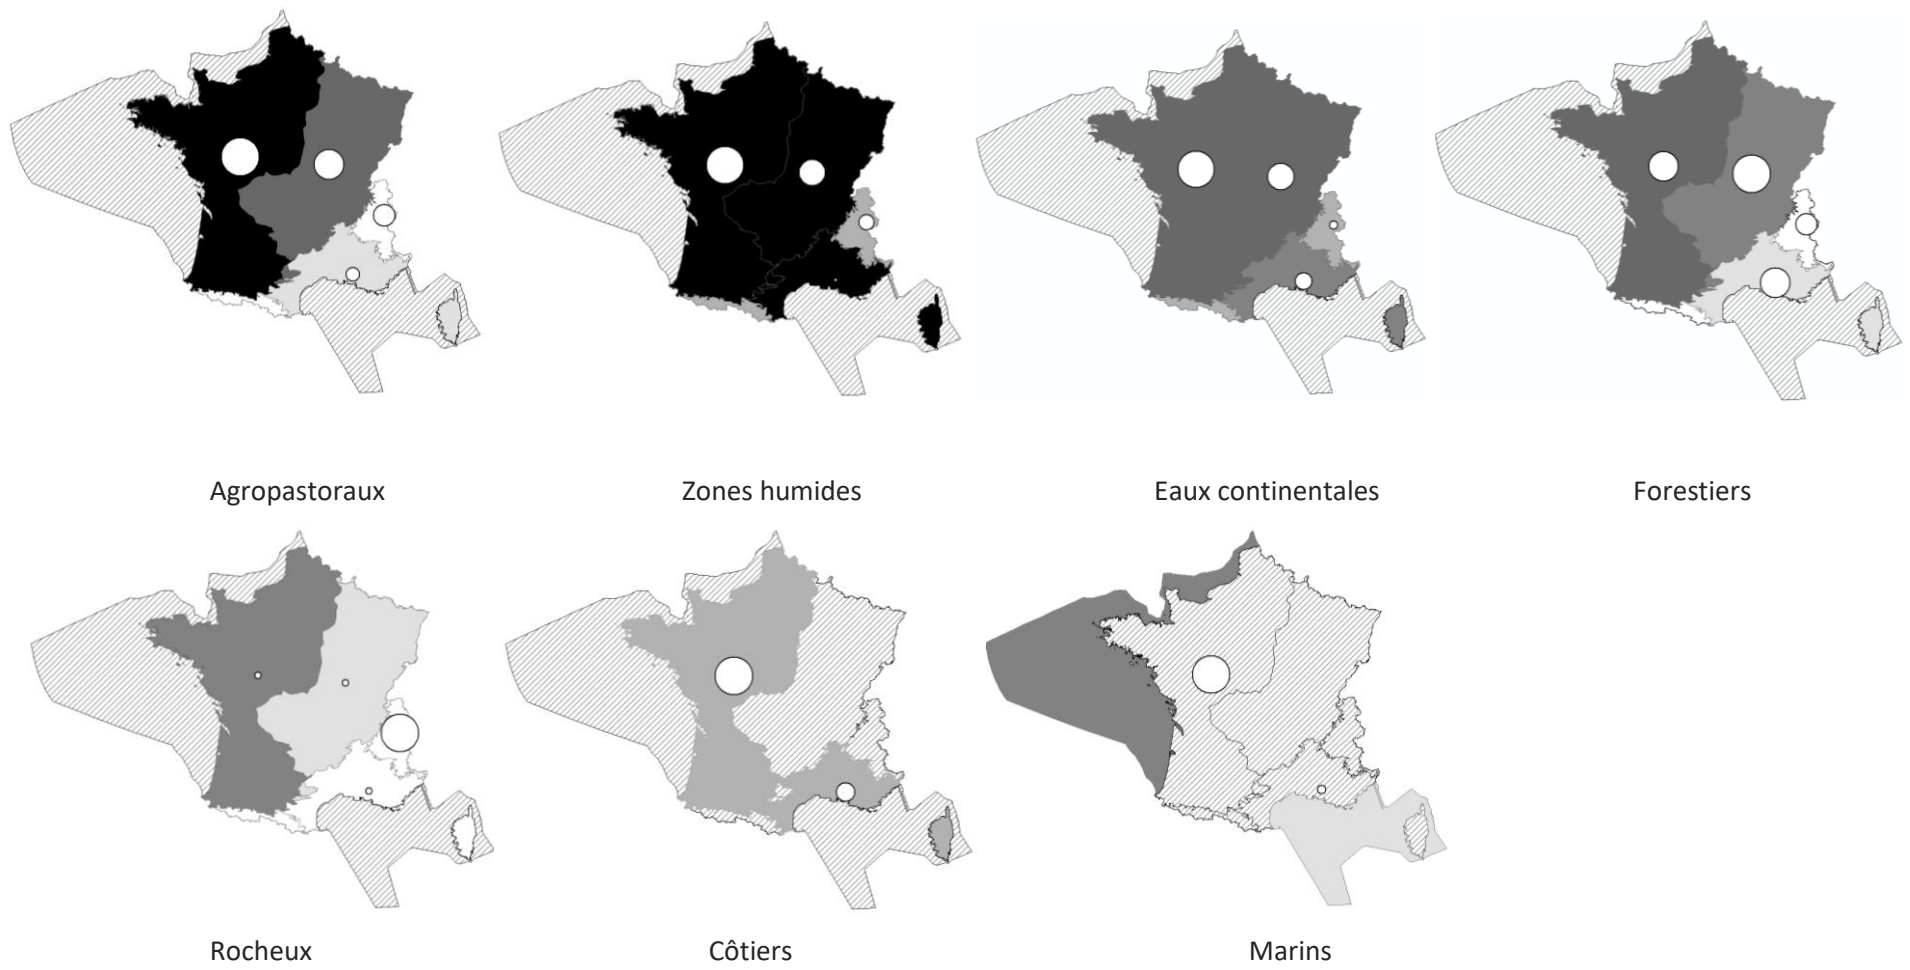 Agropastoraux
Zones humides
Eaux continentales
Forestiers
Rocheux
Côtiers
Marins